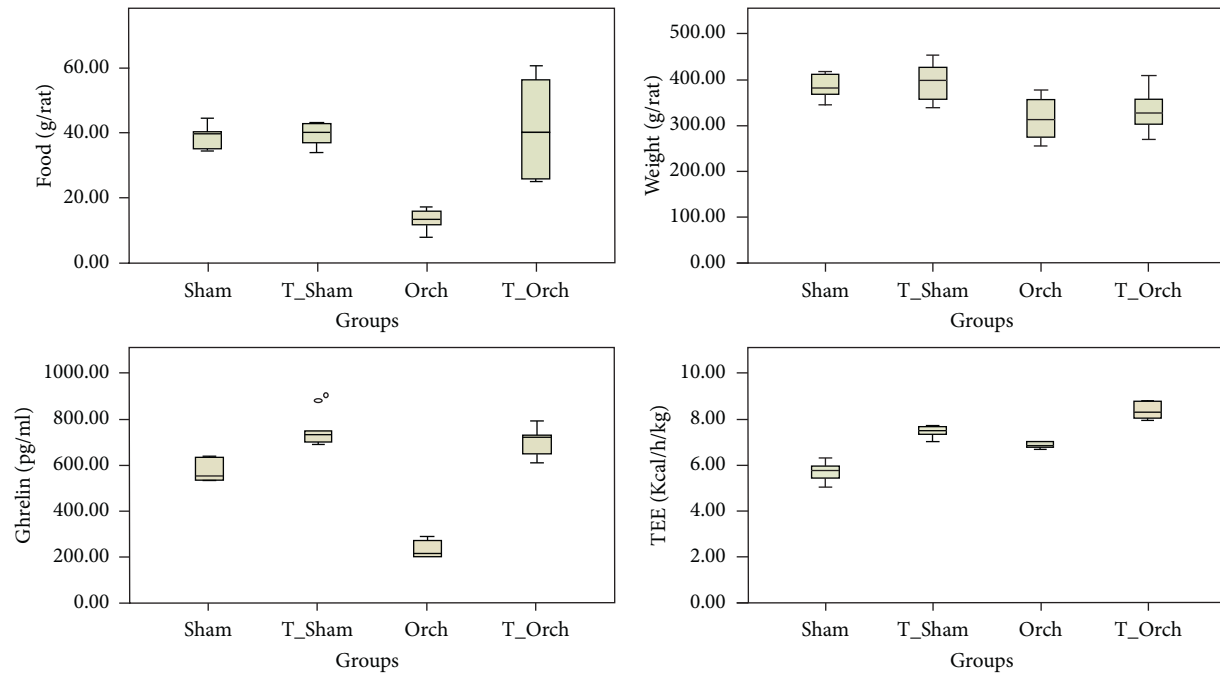 Food (g/rat)
60.00
40.00
20.00
0.00
Sham T_Sham Orch T_Orch
Groups
Weight (g/rat)
500.00
400.00
300.00
200.00
100.00
0.00
Sham T_Sham Orch T_Orch
Groups
Ghrelin (pg/ml)
1000.00
800.00
600.00
400.00
200.00
0.00
Sham T_Sham Orch T_Orch
Groups
TEE (Kcal/h/kg)
10.00
8.00
6.00
4.00
2.00
0.00
Sham T_Sham Orch T_Orch
Groups